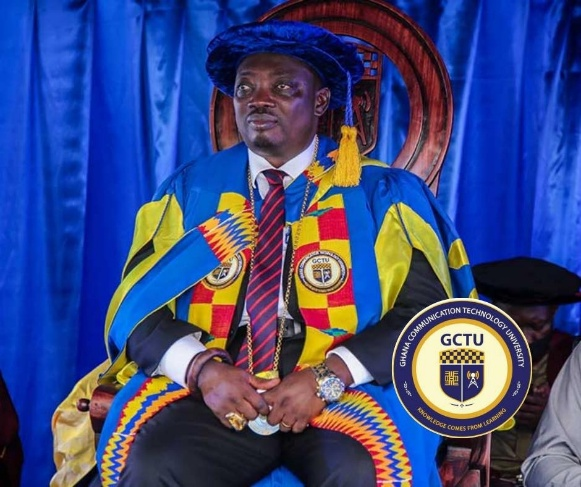 GCTU
GCTU
GHANA COMMUNICATION TECHNOLOGY UNIVERSITY
GCTU
KNOWLEDGE COMES FROM LEARNING